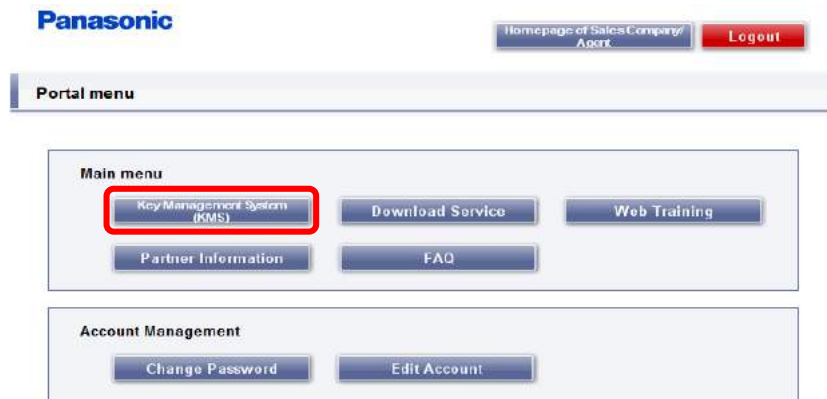 Panasonic
Homepage of Sales Company/
Agent
Logout
Portal menu
Main menu
Key Management System
(KMS)
Download Service
Web Training
Partner Information
FAQ
Account Management
Change Password
Edit Account